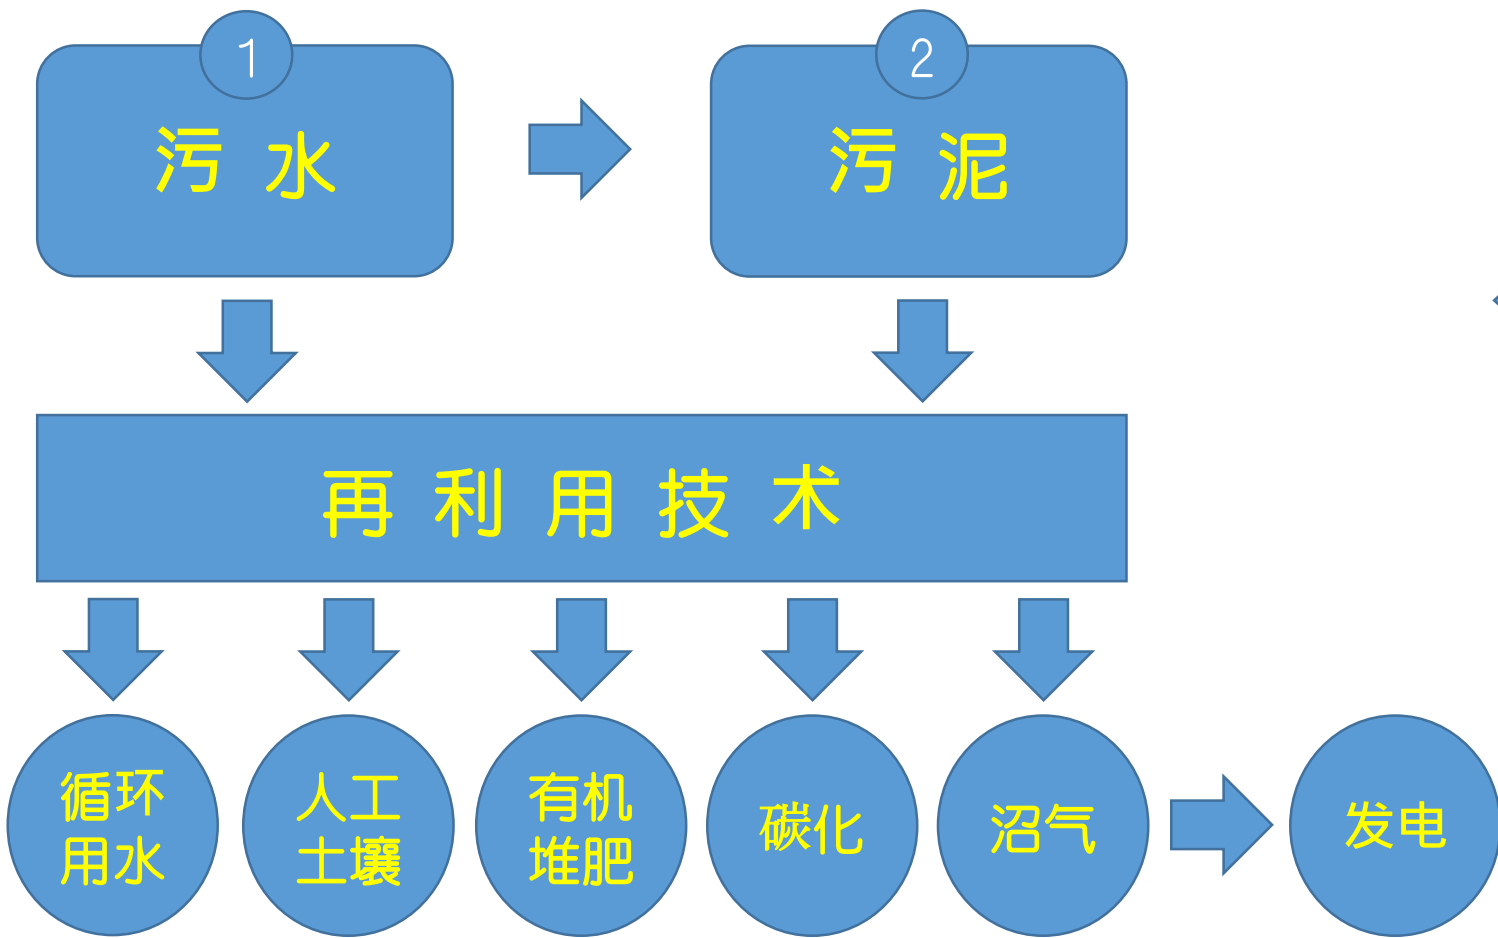 1
2
污水
污泥
再利用技术
循环
用水
人工
土壤
有机
堆肥
碳化
沼气
发电